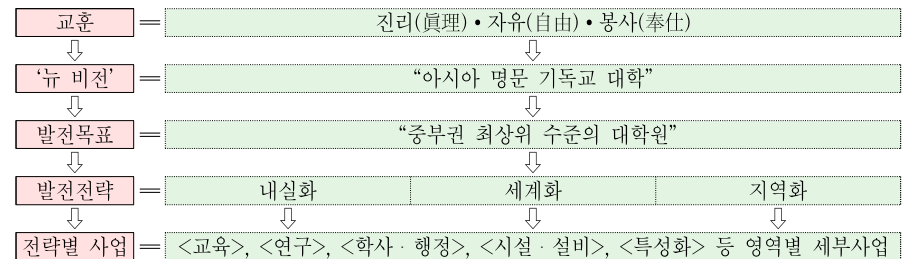 교훈 = 진리(眞理)•자유(自由)•봉사(奉仕)
‘뉴 비전’ = “아시아 명문 기독교 대학”
발전목표 = “중부권 최상위 수준의 대학원”
발전전략 = 내실화 세계화 지역화
전략별 사업 = <교육>, <연구>, <학사·행정>, <시설·설비>, <특성화> 등 영역별 세부사업